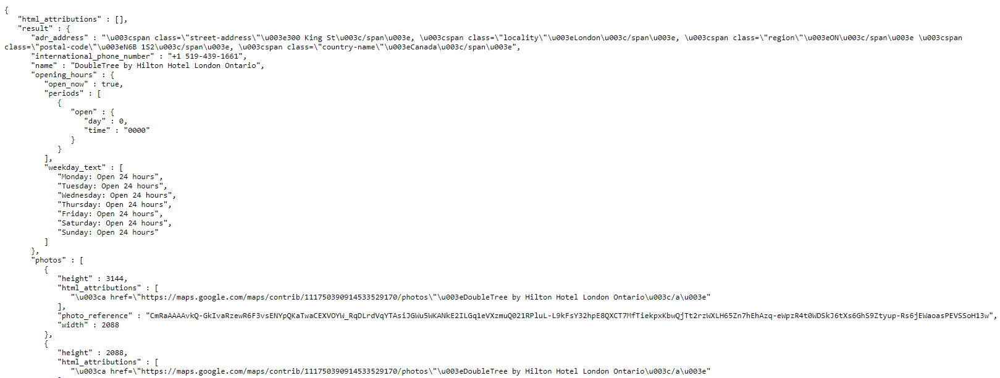 {
"html_attributions" : [],
"result" : {
"adr_address" : "\u003cspan class=\"street-address\"\u003e300 King St\u003c/span\u003e, \u003cspan class=\"locality\"\u003eLondon\u003c/span\u003e, \u003cspan class=\"region\"\u003eON\u003c/span\u003e \u003cspan
class=\"postal-code\"\u003eN6B 1S2\u003c/span\u003e, \u003cspan class=\"country-name\"\u003eCanada\u003c/span\u003e",
"international_phone_number" : "+1 519-439-1661",
"name" : "DoubleTree by Hilton Hotel London Ontario",
"opening_hours" : {
"open_now" : true,
"periods" : [
{
"open" : {
"day" : 0,
"time" : "0000"
}
}
],
"weekday_text" : [
"Monday: Open 24 hours",
"Tuesday: Open 24 hours",
"Wednesday: Open 24 hours",
"Thursday: Open 24 hours",
"Friday: Open 24 hours",
"Saturday: Open 24 hours",
"Sunday: Open 24 hours"
]
},
"photos" : [
{
"height" : 3144,
"html_attributions" : [
"\u003ca href=\"https://maps.google.com/maps/contrib/111750390914533529170/photos\"\u003eDoubleTree by Hilton Hotel London Ontario\u003c/a\u003e"
],
"photo_reference" : "CmRaAAAAvkQ-GkIvaRzewR6F3vsENYpQKaTwaCEXVOYW_RqDLrdVqYTAsiJGWu5WKANkE2ILGq1eVXzmuQ021RPluL-L9kFsY32hpE8QXCT7MfTiekpxKbwQjTt2rzWXLH65Zn7hEhAzq-eWpzR4t0WDSkJ6tXs6GhS9Ztyup-Rs6jEWaoasPEVSSoH13w",
"width" : 2088
},
{
"height" : 2088,
"html_attributions" : [
"\u003ca href=\"https://maps.google.com/maps/contrib/111750390914533529170/photos\"\u003eDoubleTree by Hilton Hotel London Ontario\u003c/a\u003e"